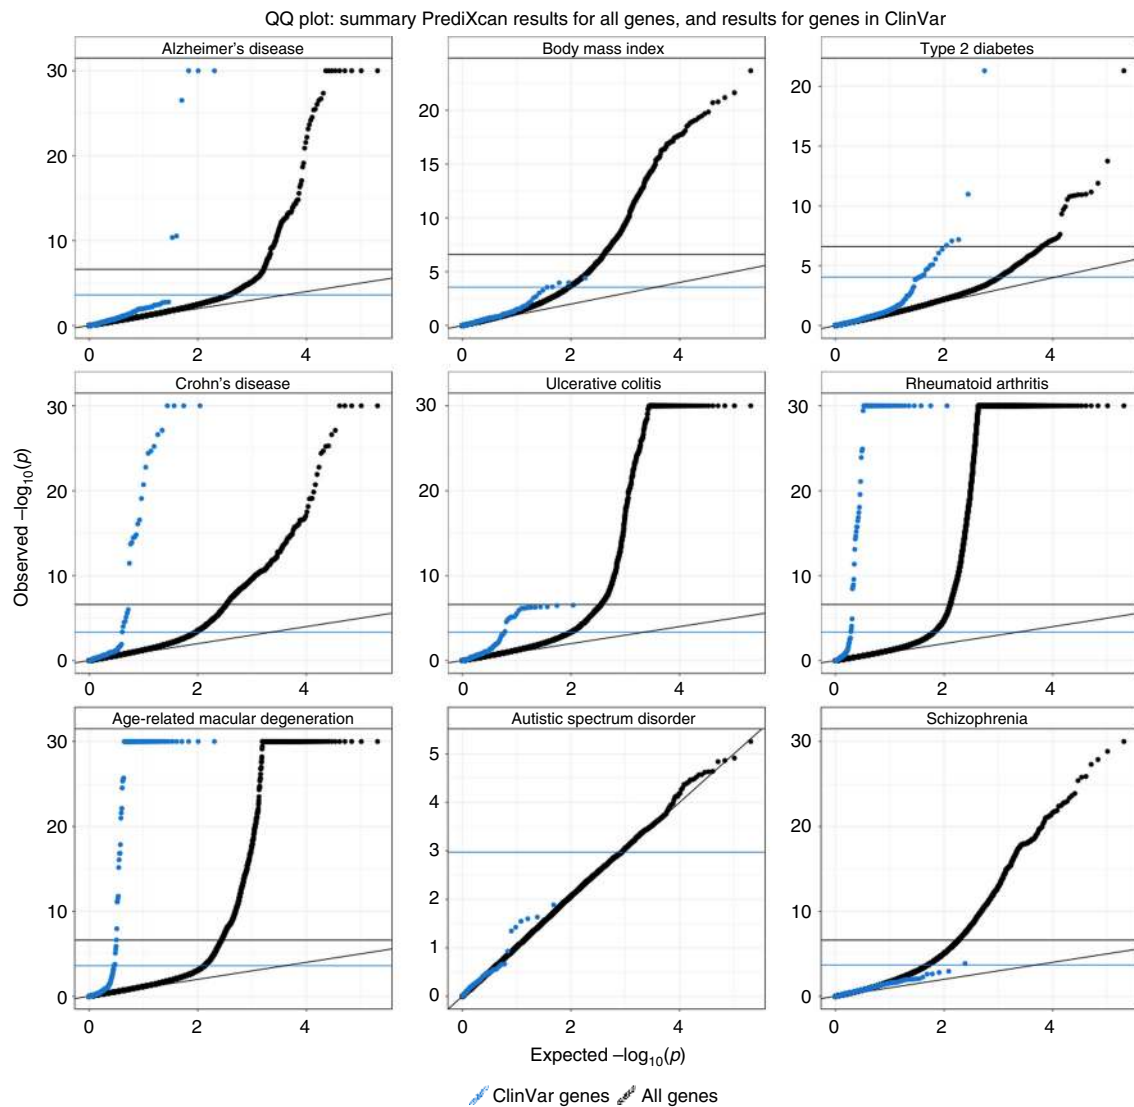 QQ plot: summary PrediXcan results for all genes, and results for genes in ClinVar
Alzheimer's disease
Body mass index
Type 2 diabetes
30
20
10
0
0 2 4
20
15
10
5
0
0 2 4
20
15
10
5
0
0 2 4
Observed –log10(p)
Crohn's disease
Ulcerative colitis
Rheumatoid arthritis
30
20
10
0
0 2 4
30
20
10
0
0 2 4
30
20
10
0
0 2 4
Age-related macular degeneration
Autistic spectrum disorder
Schizophrenia
30
20
10
0
0 2 4
5
4
3
2
1
0
0 2 4
30
20
10
0
0 2 4
Expected –log10(p)
ClinVar genes All genes